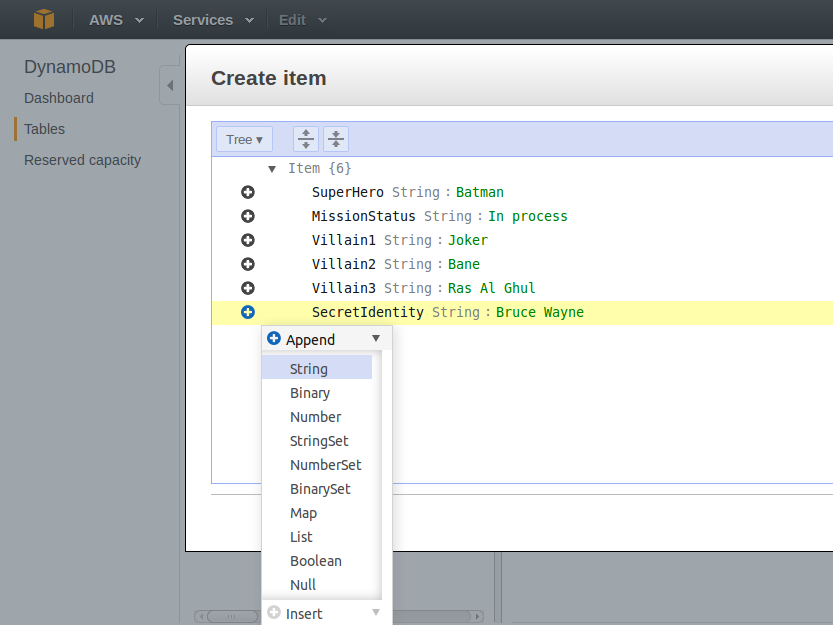 AWS Services Edit
DynamoDB
Dashboard
Tables
Reserved capacity
Create item
Tree
Item {6}
SuperHero String : Batman
MissionStatus String : In process
Villain1 String : Joker
Villain2 String : Bane
Villain3 String : Ras Al Ghul
SecretIdentity String : Bruce Wayne
Append
String
Binary
Number
StringSet
NumberSet
BinarySet
Map
List
Boolean
Null
Insert